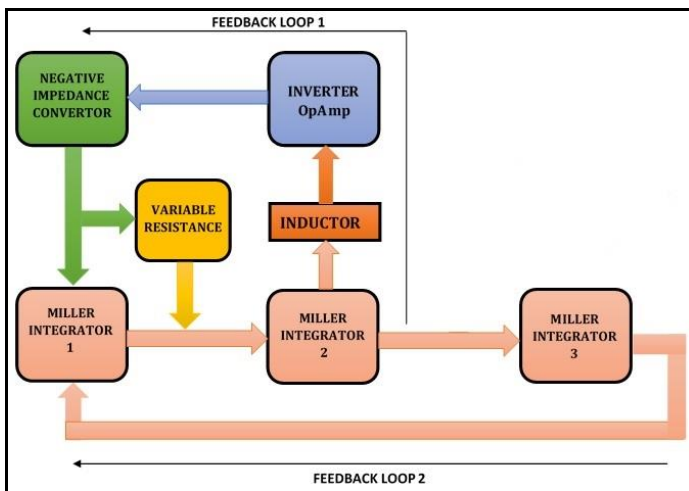 FEEDBACK LOOP 1
NEGATIVE
IMPEDANCE
CONVERTOR
INVERTER
OpAmp
VARIABLE
RESISTANCE
INDUCTOR
MILLER
INTEGRATOR
1
MILLER
INTEGRATOR
2
MILLER
INTEGRATOR
3
FEEDBACK LOOP 2